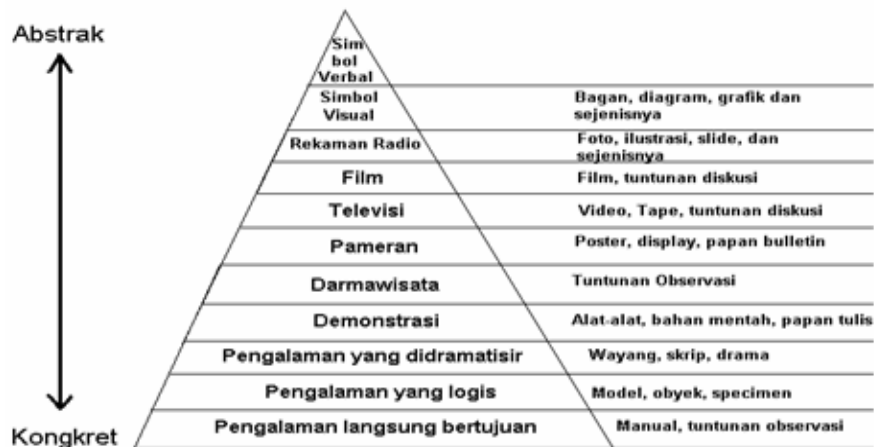 Abstrak
Sim
bol
Verbal
Simbol
Visual
Bagan, diagram, grafik dan
sejenisnya
Rekaman Radio
Foto, ilustrasi, slide, dan
sejenisnya
Film
Film, tuntunan diskusi
Televisi
Video, Tape, tuntunan diskusi
Pameran
Poster, display, papan bulletin
Darmawisata
Tuntunan Observasi
Demonstrasi
Alat-alat, bahan mentah, papan tulis
Pengalaman yang didramatisir
Wayang, skrip, drama
Pengalaman yang logis
Model, obyek, specimen
Pengalaman langsung bertujuan
Manual, tuntunan observasi
Kongkret